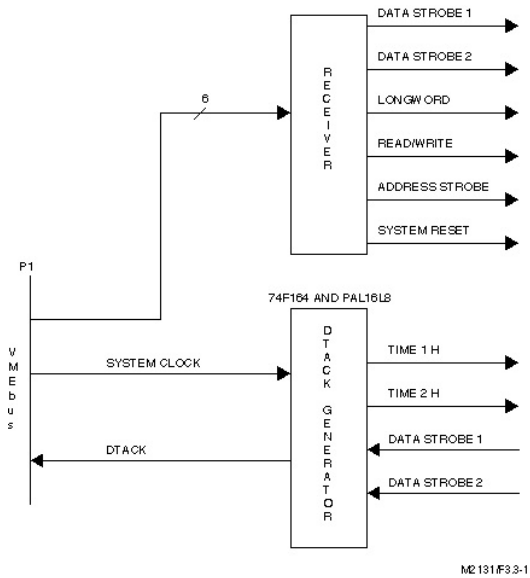 DATA STROBE 1
DATA STROBE 2
6
LONGWORD
READ/WRITE
ADDRESS STROBE
SYSTEM RESET
RECEIVER
P1
VMEbus
74F164 AND PAL16L8
DTACK GENERATOR
SYSTEM CLOCK
TIME 1 H
TIME 2 H
DTACK
DATA STROBE 1
DATA STROBE 2
M2131/F3.3-1